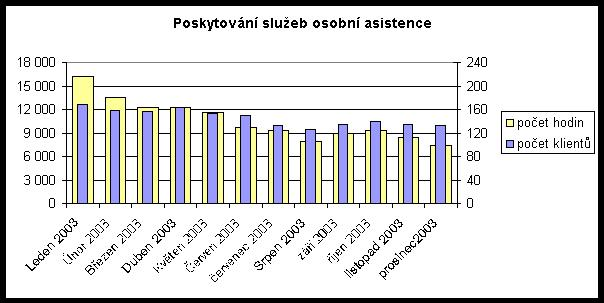 Poskytování služeb osobní asistence
18 000
15 000
12 000
9 000
6 000
3 000
0
240
200
160
120
80
40
0
počet hodin
počet klientů
Leden 2003
Únor 2003
Březen 2003
Duben 2003
Květen 2003
Červen 2003
červenec 2003
Srpen 2003
září 2003
říjen 2003
listopad 2003
prosinec2003